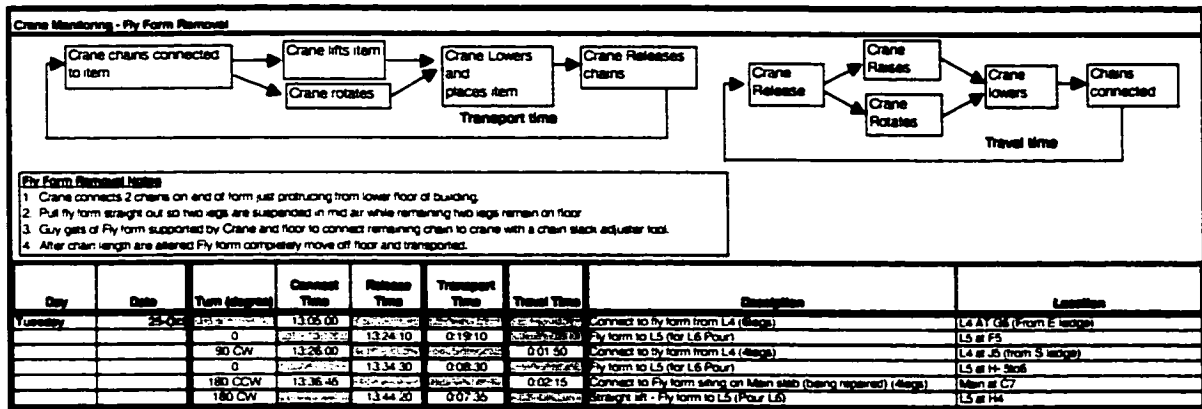 Crane Monitoring - Fly Form Removal
Crane chains connected
to item
Crane lifts item
Crane rotates
Crane Lowers
and
places item
Crane Releases
chains
Transport time
Crane
Release
Crane
Raises
Crane
Rotates
Crane
lowers
Chains
connected
Travel time
Fly Form Removal Notes
1 Crane connects 2 chains on end of form just protruding from lower floor of building.
2. Pull fly form straight out so two legs are suspended in mid air while remaining two legs remain on floor
3. Guy gets of Fly form supported by Crane and floor to connect remaining chain to crane with a chain slack adjuster tool.
4. After chain length are altered Fly form completely move off floor and transported.
Day Date Turn (degree) Connect Time Release Time Transport Time Travel Time Description Location
Tuesday 25-Oct 13:05:00 Connect to fly form from L4 (6legs) L4 AT G6 (From E ledge)
0 13:24:10 0:19:10 Fly form to L5 (for L6 Pour) L5 at F5
90 CW 13:26:00 0:01:50 Connect to fly form from L4 (4legs) L4 at J5 (from S ledge)
0 13:34:30 0:08:30 Fly form to L5 (for L6 Pour) L5 at H- 5to6
180 CCW 13:36:45 0:02:15 Connect to Fly form siting on Main slab (being repaired) (4legs) Main at C7
180 CW 13:44:20 0:07:35 Straight lift - Fly form to L5 (Pour L6) L5 at H4